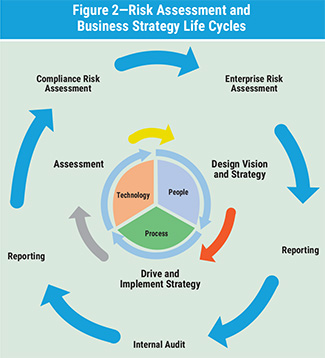 Figure 2—Risk Assessment and
Business Strategy Life Cycles
Compliance Risk
Assessment
Enterprise Risk
Assessment
Assessment
Design Vision
and Strategy
Technology
People
Process
Reporting
Reporting
Drive and
Implement Strategy
Internal Audit